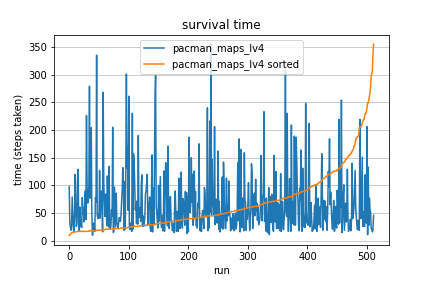 survival time
pacman_maps_lv4
pacman_maps_lv4 sorted
time (steps taken)
350
300
250
200
150
100
50
0
0
100
200
300
400
500
run